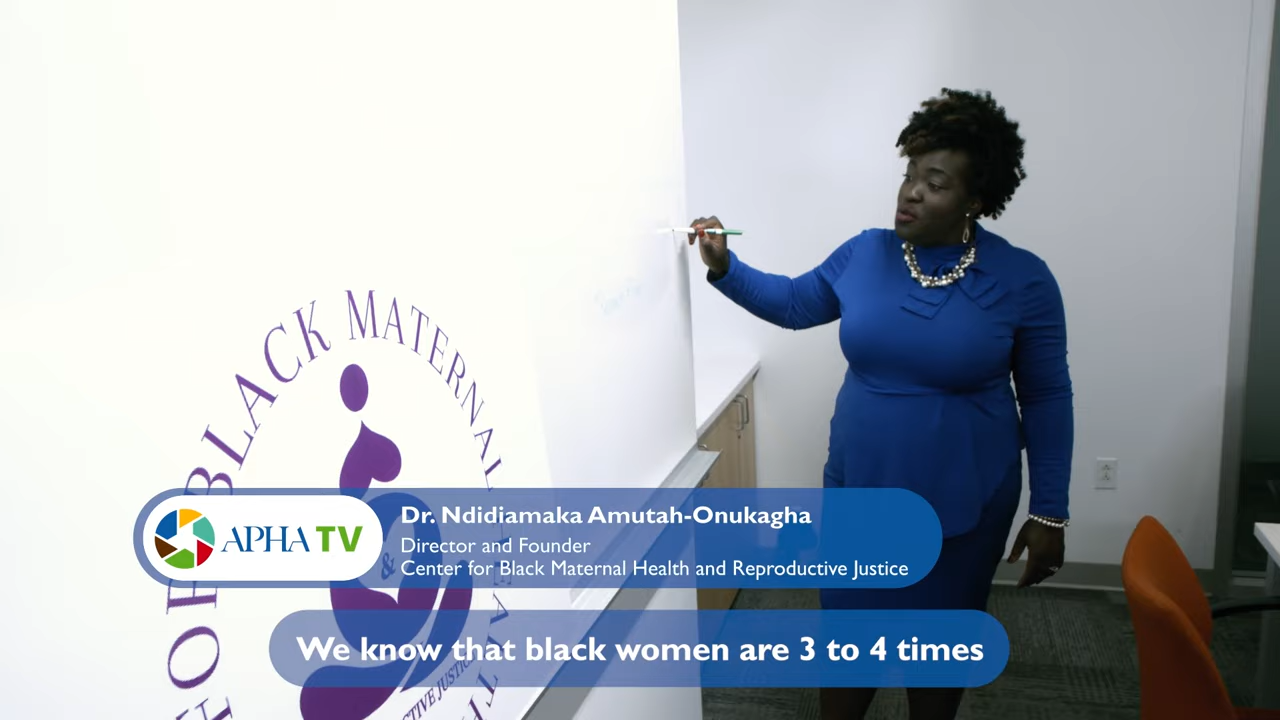 OF BLACK MATERNAL
&
APHA TV
Dr. Ndidiamaka Amutah-Onukagha
Director and Founder
Center for Black Maternal Health and Reproductive Justice
We know that black women are 3 to 4 times